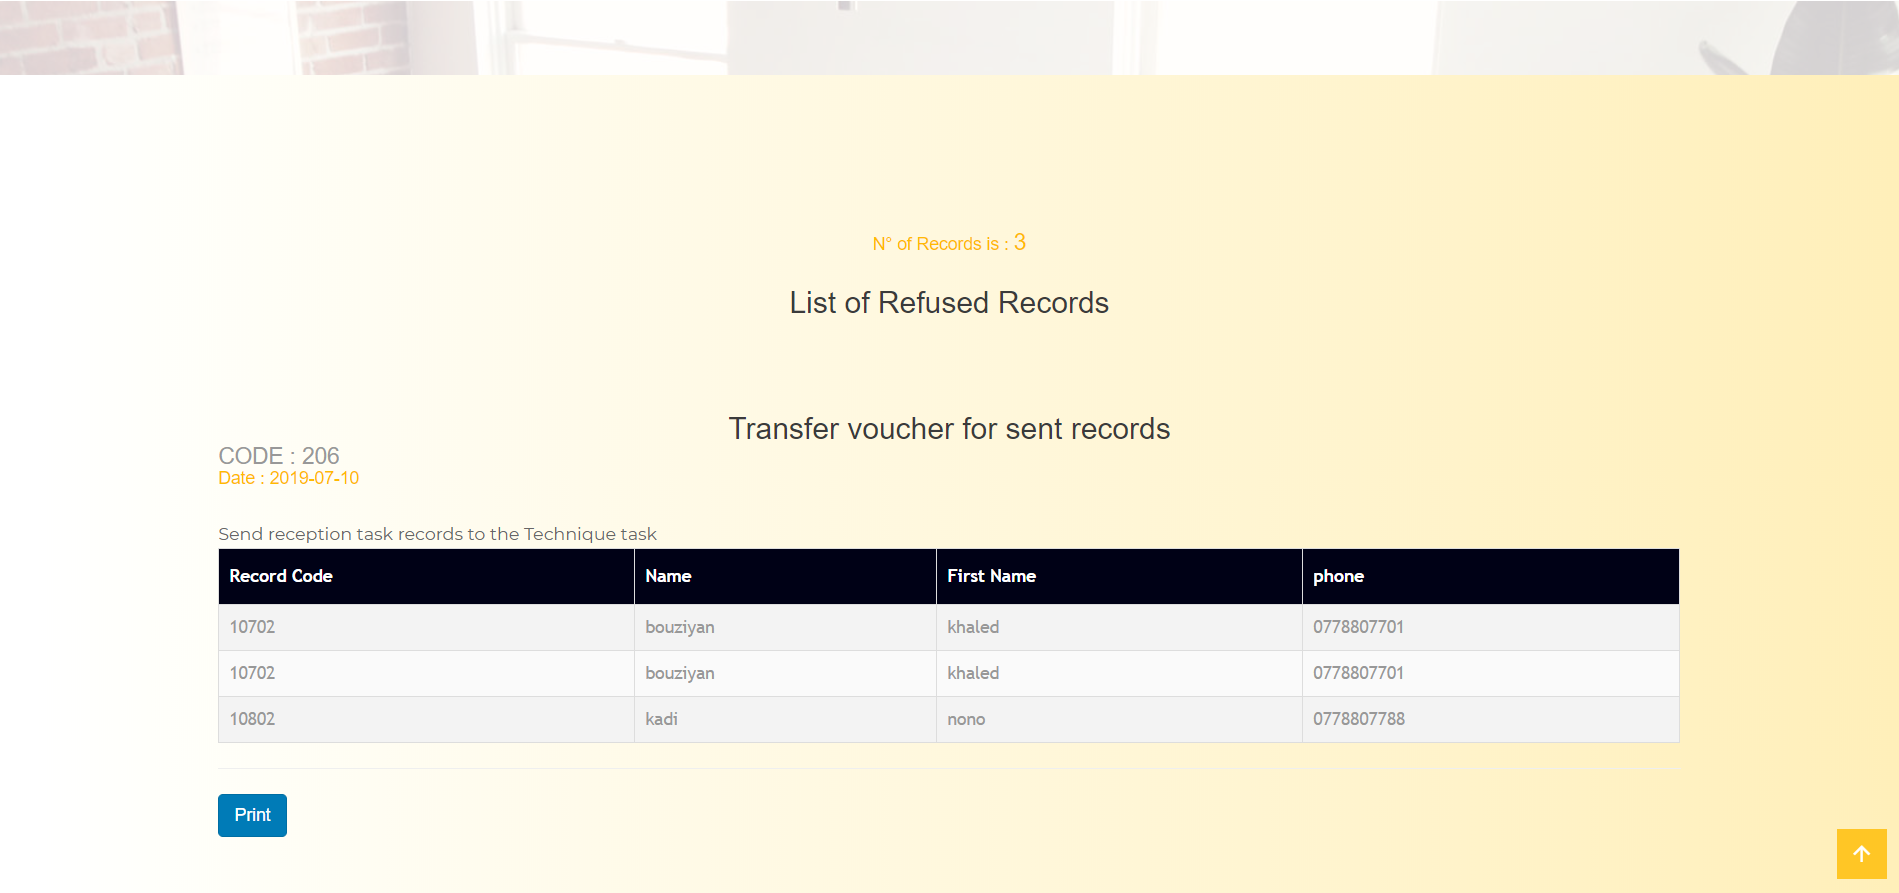 N° of Records is : 3
List of Refused Records
Transfer voucher for sent records
CODE : 206
Date : 2019-07-10
Send reception task records to the Technique task
Record Code Name First Name phone
10702 bouziyan khaled 0778807701
10702 bouziyan khaled 0778807701
10802 kadi nono 0778807788
Print